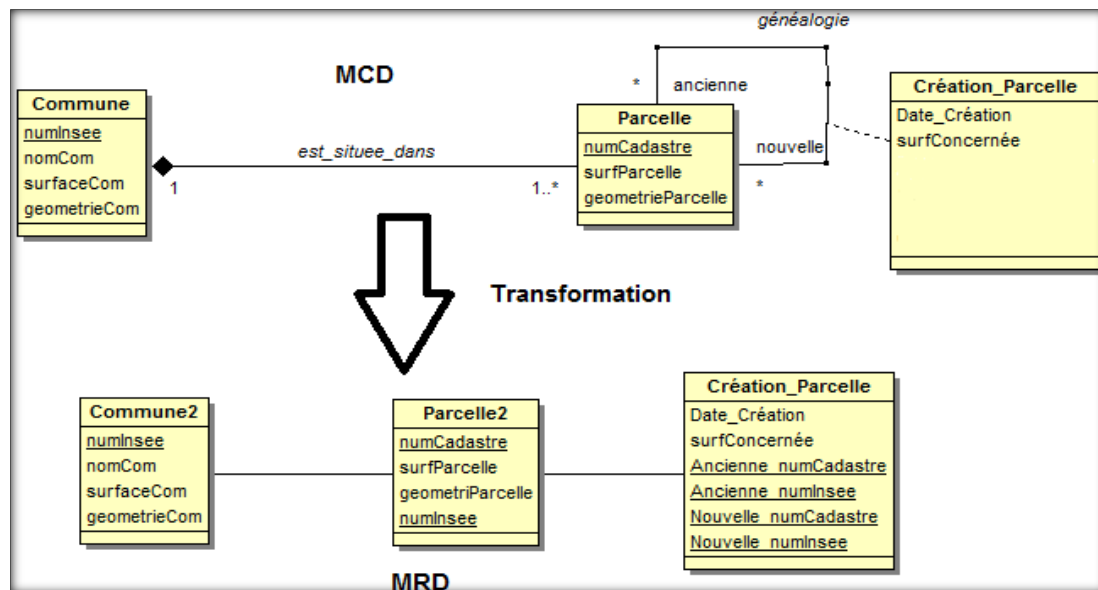 généalogie
MCD
Commune
numInsee
nomCom
surfaceCom
geometrieCom
est_situee_dans
1
1..*
*
ancienne
Parcelle
numCadastre
surfParcelle
geometrieParcelle
nouvelle
*
Création_Parcelle
Date_Création
surfConcernée
Transformation
Commune2
numInsee
nomCom
surfaceCom
geometrieCom
Parcelle2
numCadastre
surfParcelle
geometriParcelle
numInsee
Création_Parcelle
Date_Création
surfConcernée
Ancienne_numCadastre
Ancienne_numInsee
Nouvelle_numCadastre
Nouvelle_numInsee
MRD